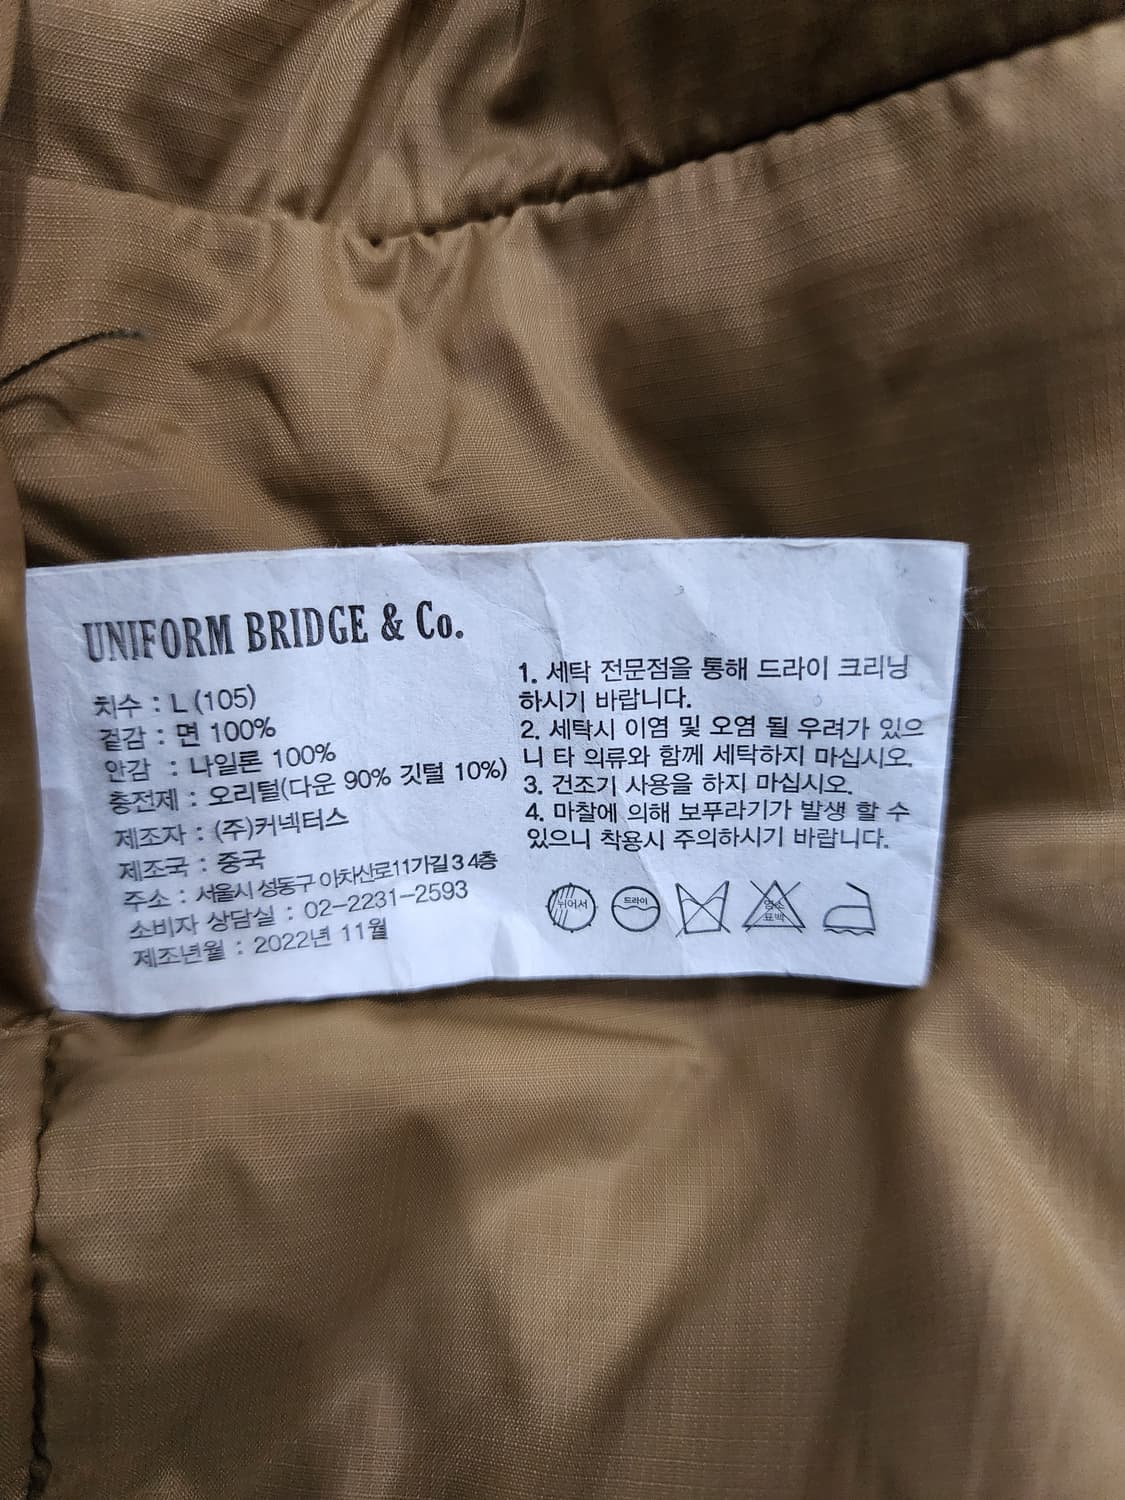 UNIFORM BRIDGE & Co.
치수 : L (105)
겉감 : 면 100%
안감 : 나일론 100%
충전제 : 오리털(다운 90% 깃털 10%)
제조자 : (주)커넥터스
제조국 : 중국
주소 : 서울시 성동구 아차산로11가길 3 4층
소비자 상담실 : 02-2231-2593
제조년월 : 2022년 11월
1. 세탁 전문점을 통해 드라이 크리닝
하시기 바랍니다.
2. 세탁시 이염 및 오염 될 우려가 있으
니 타 의류와 함께 세탁하지 마십시오.
3. 건조기 사용을 하지 마십시오.
4. 마찰에 의해 보푸라기가 발생 할 수
있으니 착용시 주의하시기 바랍니다.
뉘어서
드라이
염소
표백